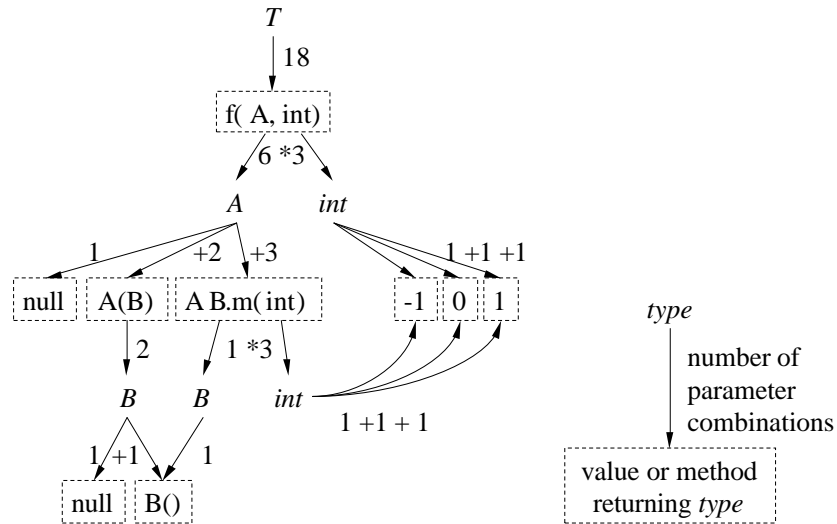 T
18
f( A, int)
6 *3
A int
1 +2 +3 1 +1 +1
null A(B) A B.m( int) -1 0 1
type
2 1 *3
number of
parameter
combinations
B B int
1 +1 + 1
1 +1 1
null B()
value or method
returning type